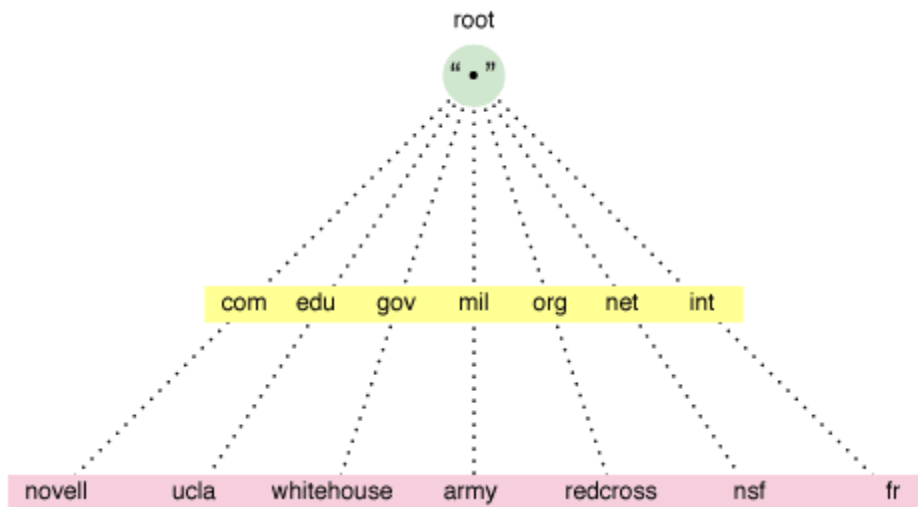 root
“•”
com edu gov mil org net int
novell ucla whitehouse army redcross nsf fr